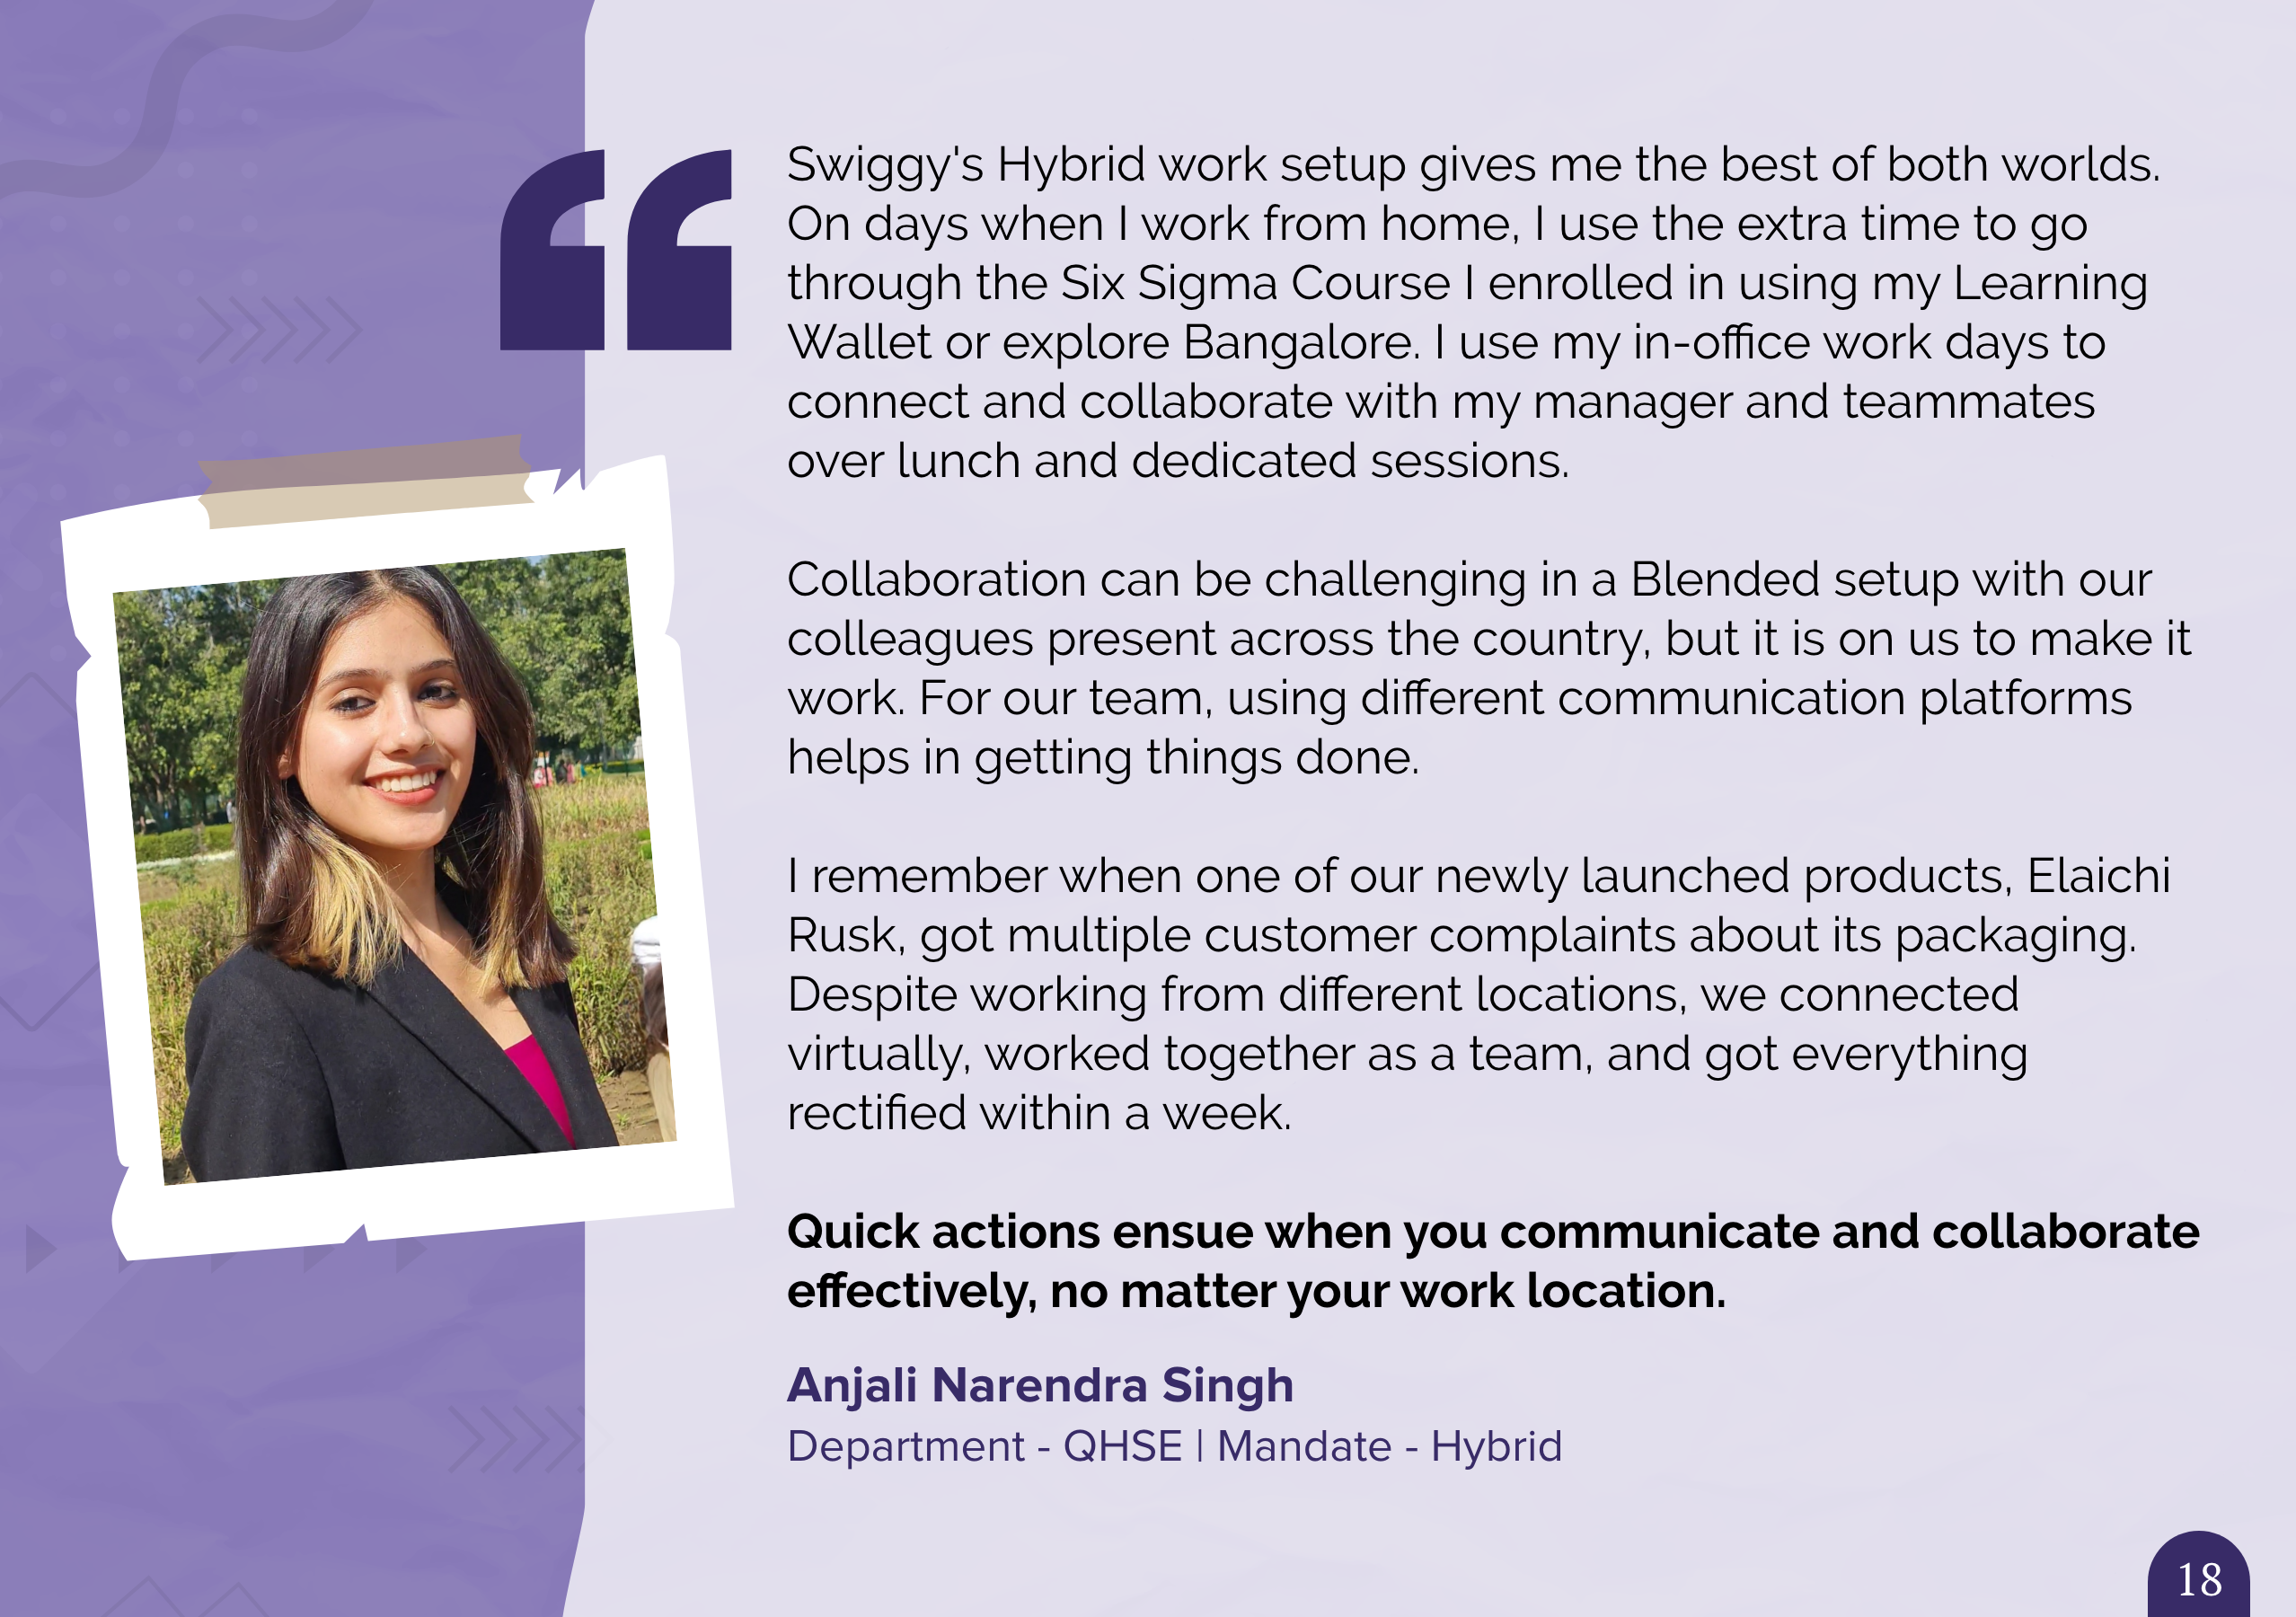 Swiggy's Hybrid work setup gives me the best of both worlds.
On days when I work from home, I use the extra time to go
through the Six Sigma Course I enrolled in using my Learning
Wallet or explore Bangalore. I use my in-office work days to
connect and collaborate with my manager and teammates
over lunch and dedicated sessions.
Collaboration can be challenging in a Blended setup with our
colleagues present across the country, but it is on us to make it
work. For our team, using different communication platforms
helps in getting things done.
I remember when one of our newly launched products, Elaichi
Rusk, got multiple customer complaints about its packaging.
Despite working from different locations, we connected
virtually, worked together as a team, and got everything
rectified within a week.
Quick actions ensue when you communicate and collaborate
effectively, no matter your work location.
Anjali Narendra Singh
Department - QHSE | Mandate - Hybrid
18